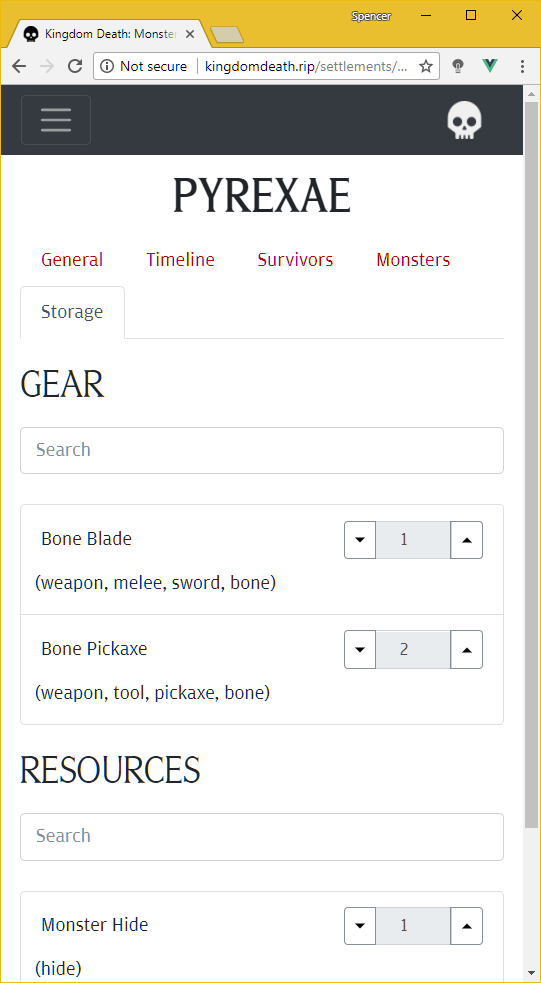 Spencer
Kingdom Death: Monster
Not secure kingdomdeath.rip/settlements/...
PYREXAE
General Timeline Survivors Monsters
Storage
GEAR
Search
Bone Blade 1
(weapon, melee, sword, bone)
Bone Pickaxe 2
(weapon, tool, pickaxe, bone)
RESOURCES
Search
Monster Hide 1
(hide)